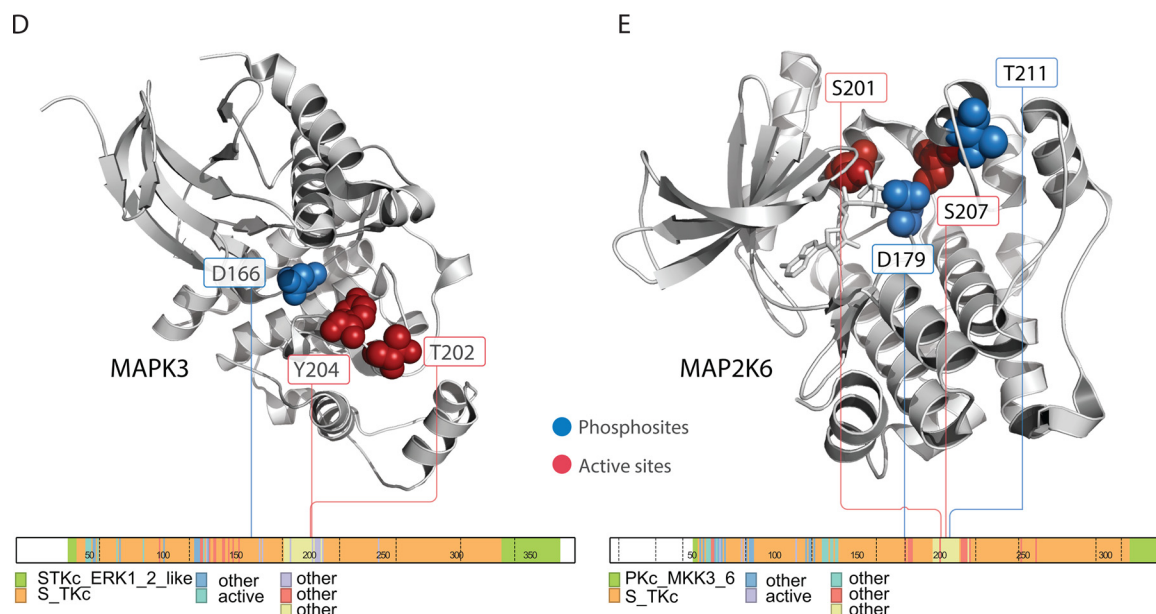 D
E
T211
S201
S207
D166
D179
MAPK3
Y204
T202
MAP2K6
Phosphosites
Active sites
50 100 150 200 250 300 350
50 100 150 200 250 300
STKc_ERK1_2_like other other
S_TKc active other
other
PKc_MKK3_6 other other
S_TKc active other
other